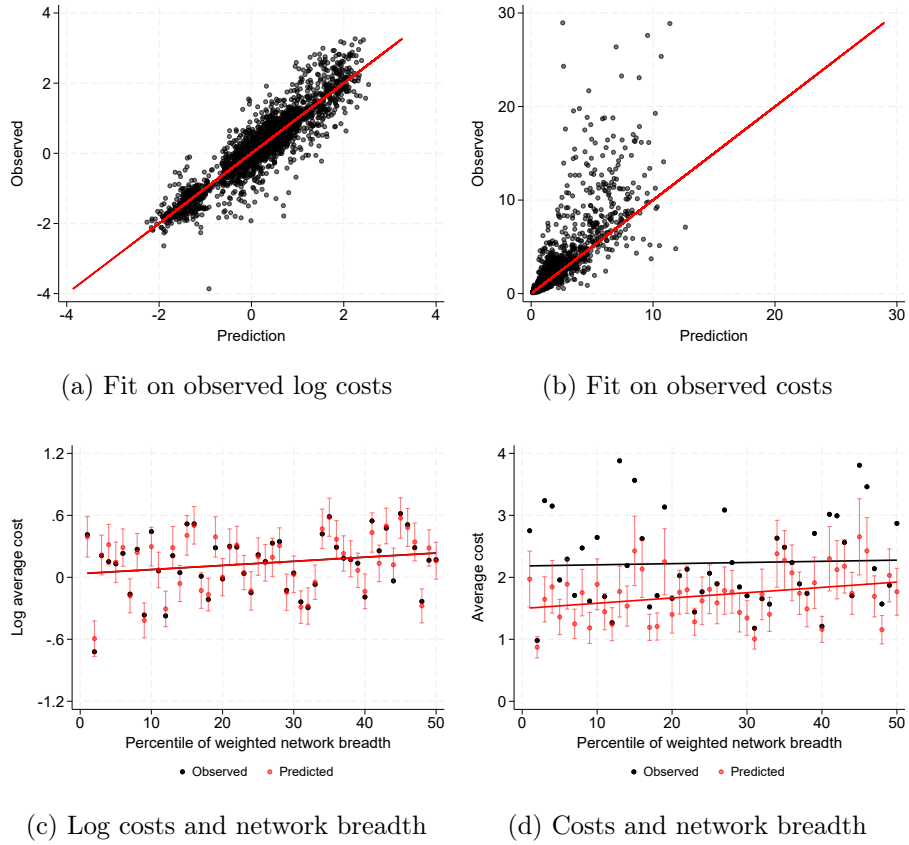 4
2
0
-2
-4
Observed
-4 -2 0 2 4
Prediction
(a) Fit on observed log costs
30
20
10
0
Observed
0 10 20 30
Prediction
(b) Fit on observed costs
1.2
.6
0
-.6
-1.2
Log average cost
0 10 20 30 40 50
Percentile of weighted network breadth
Observed Predicted
(c) Log costs and network breadth
4
3
2
1
0
Average cost
0 10 20 30 40 50
Percentile of weighted network breadth
Observed Predicted
(d) Costs and network breadth